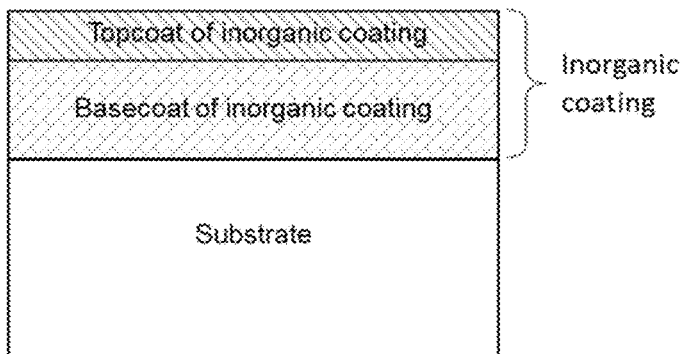 Topcoat of inorganic coating
Basecoat of inorganic coating
Inorganic
coating
Substrate